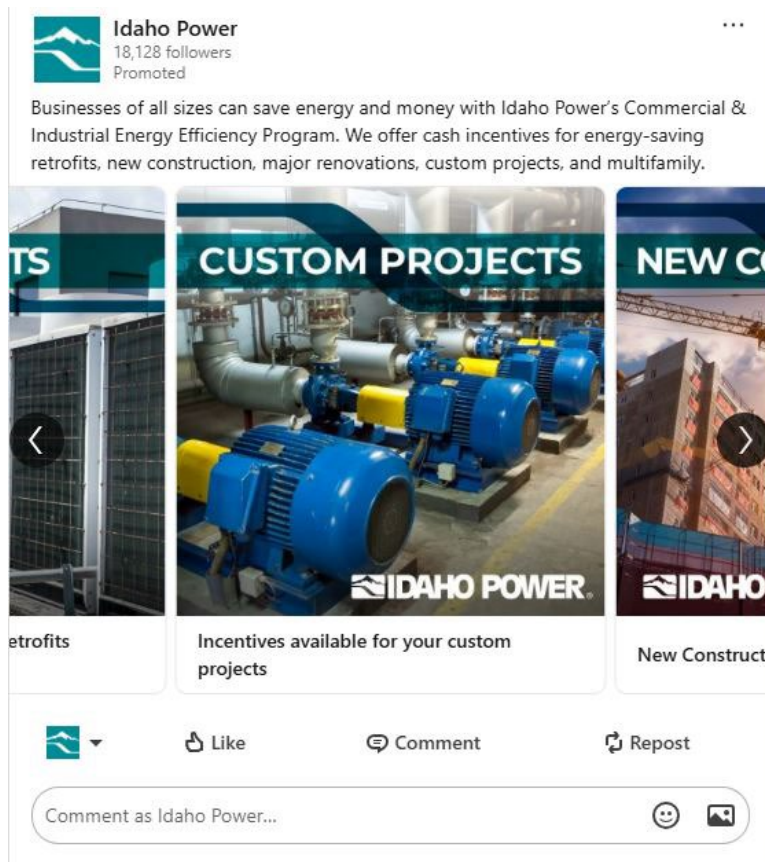 Idaho Power
18,128 followers
Promoted
Businesses of all sizes can save energy and money with Idaho Power’s Commercial &
Industrial Energy Efficiency Program. We offer cash incentives for energy-saving
retrofits, new construction, major renovations, custom projects, and multifamily.
TS
CUSTOM PROJECTS
NEW CO
IDAHO POWER®
IDAHO
etrofits
Incentives available for your custom
projects
New Construct
Like
Comment
Repost
Comment as Idaho Power...